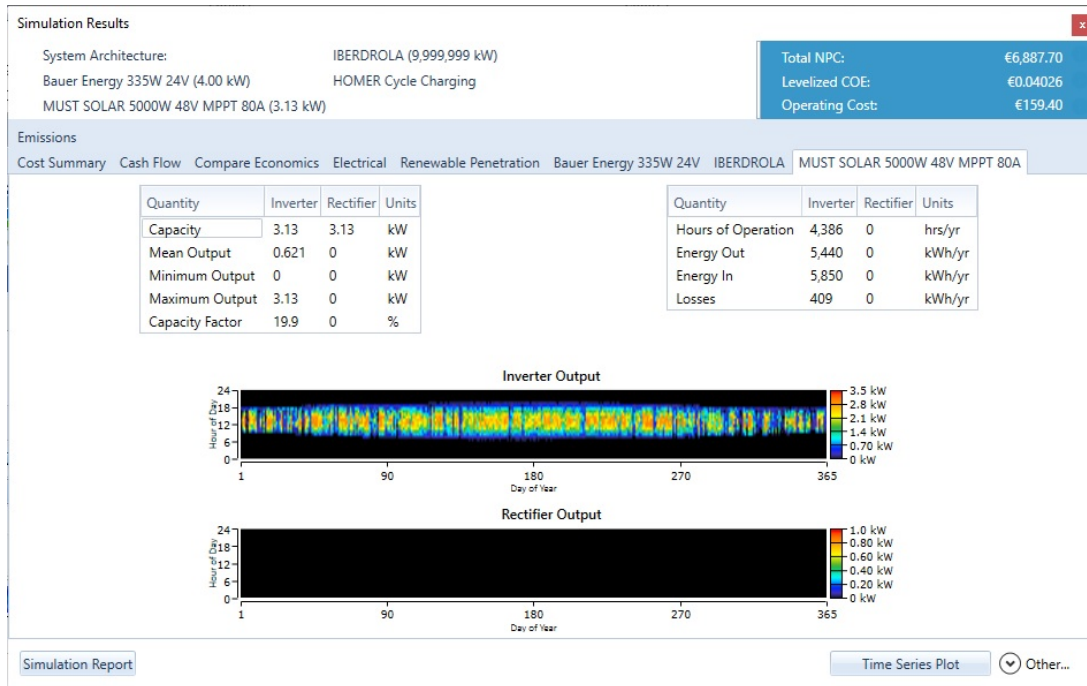 Simulation Results
x
System Architecture:
IBERDROLA (9,999,999 kW)
Bauer Energy 335W 24V (4.00 kW)
HOMER Cycle Charging
MUST SOLAR 5000W 48V MPPT 80A (3.13 kW)
Total NPC: €6,887.70
Levelized COE: €0.04026
Operating Cost: €159.40
Emissions
Cost Summary Cash Flow Compare Economics Electrical Renewable Penetration Bauer Energy 335W 24V IBERDROLA MUST SOLAR 5000W 48V MPPT 80A
Quantity Inverter Rectifier Units
Capacity 3.13 3.13 kW
Mean Output 0.621 0 kW
Minimum Output 0 0 kW
Maximum Output 3.13 0 kW
Capacity Factor 19.9 0 %
Quantity Inverter Rectifier Units
Hours of Operation 4,386 0 hrs/yr
Energy Out 5,440 0 kWh/yr
Energy In 5,850 0 kWh/yr
Losses 409 0 kWh/yr
Inverter Output
Hour of Day
24
18
12
6
0
1 90 180 270 365
Day of Year
3.5 kW
2.8 kW
2.1 kW
1.4 kW
0.70 kW
0 kW
Rectifier Output
Hour of Day
24
18
12
6
0
1 90 180 270 365
Day of Year
1.0 kW
0.80 kW
0.60 kW
0.40 kW
0.20 kW
0 kW
Simulation Report
Time Series Plot
Other...